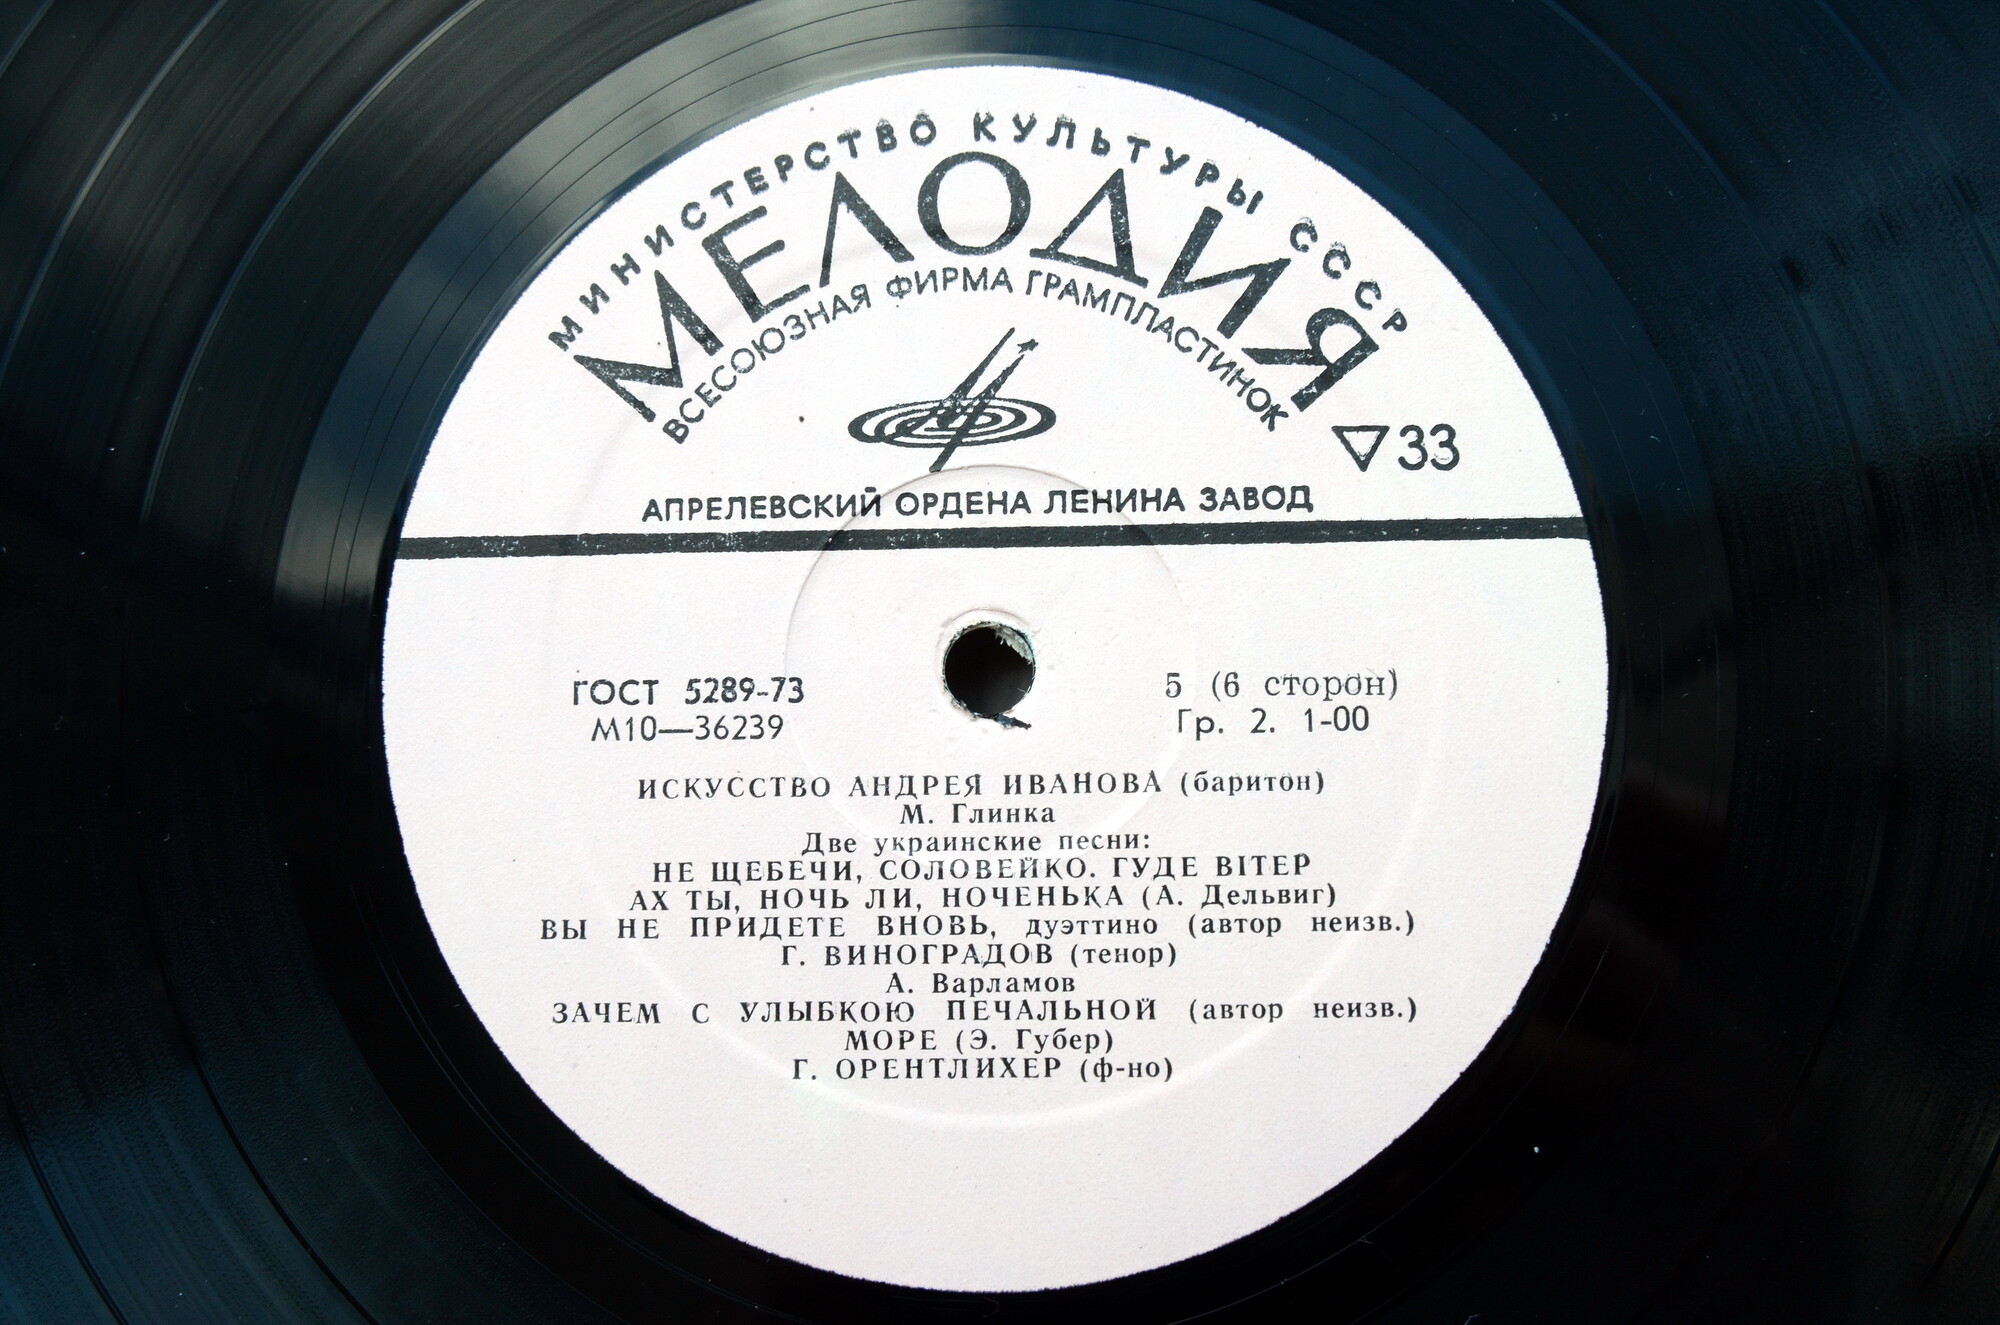 МИНИСТЕРСТВО КУЛЬТУРЫ СССР
МЕЛОДИЯ
ВСЕСОЮЗНАЯ ФИРМА ГРАМПЛАСТИНОК
33
АПРЕЛЕВСКИЙ ОРДЕНА ЛЕНИНА ЗАВОД
ГОСТ 5289-73
М10—36239
5 (6 сторон)
Гр. 2. 1-00
ИСКУССТВО АНДРЕЯ ИВАНОВА (баритон)
М. Глинка
Две украинские песни:
НЕ ЩЕБЕЧИ, СОЛОВЕЙКО. ГУДЕ ВІТЕР
АХ ТЫ, НОЧЬ ЛИ, НОЧЕНЬКА (А. Дельвиг)
ВЫ НЕ ПРИДЕТЕ ВНОВЬ, дуэттино (автор неизв.)
Г. ВИНОГРАДОВ (тенор)
А. Варламов
ЗАЧЕМ С УЛЫБКОЮ ПЕЧАЛЬНОЙ (автор неизв.)
МОРЕ (Э. Губер)
Г. ОРЕНТЛИХЕР (ф-но)